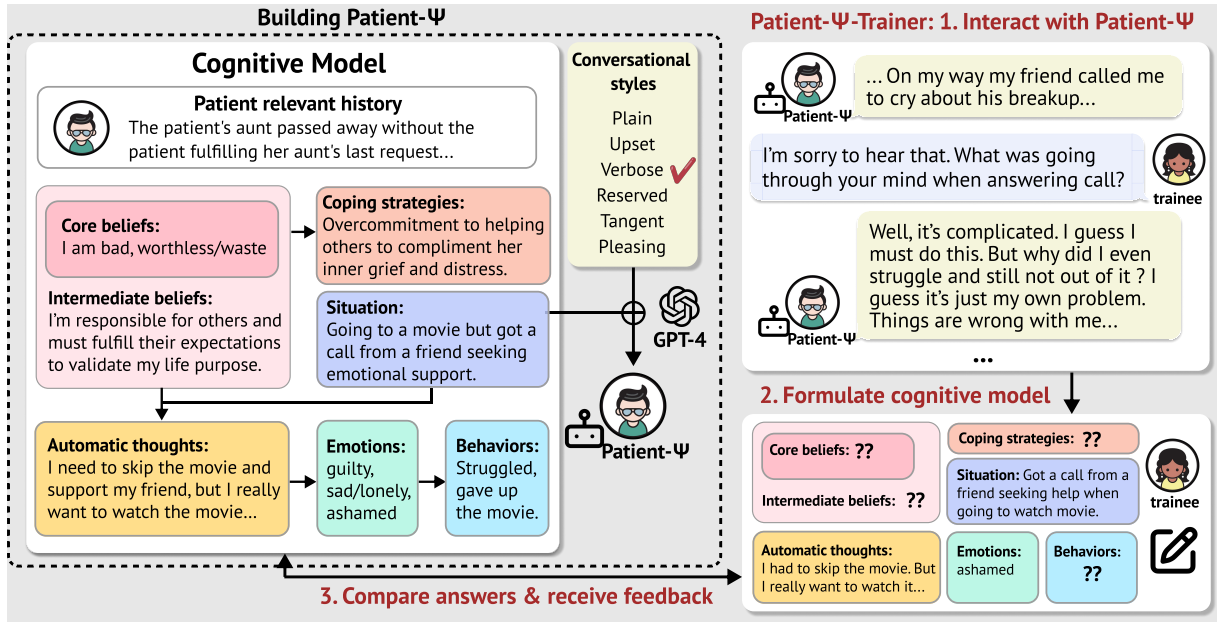 Building Patient-Ψ
Cognitive Model
Patient relevant history
The patient's aunt passed away without the
patient fulfilling her aunt's last request...
Core beliefs:
I am bad, worthless/waste
Intermediate beliefs:
I'm responsible for others and
must fulfill their expectations
to validate my life purpose.
Coping strategies:
Overcommitment to helping
others to compliment her
inner grief and distress.
Situation:
Going to a movie but got a
call from a friend seeking
emotional support.
Automatic thoughts:
I need to skip the movie and
support my friend, but I really
want to watch the movie...
Emotions:
guilty,
sad/lonely,
ashamed
Behaviors:
Struggled,
gave up
the movie.
Conversational
styles
Plain
Upset
Verbose
Reserved
Tangent
Pleasing
GPT-4
Patient-Ψ
Patient-Ψ-Trainer: 1. Interact with Patient-Ψ
... On my way my friend called me
to cry about his breakup...
Patient-Ψ
I'm sorry to hear that. What was going
through your mind when answering call?
trainee
Well, it's complicated. I guess I
must do this. But why did I even
struggle and still not out of it ? I
guess it's just my own problem.
Things are wrong with me...
Patient-Ψ
...
2. Formulate cognitive model
Core beliefs: ??
Intermediate beliefs: ??
Coping strategies: ??
Situation: Got a call from a
friend seeking help when
going to watch movie.
trainee
Automatic thoughts:
I had to skip the movie. But
I really want to watch it...
Emotions:
ashamed
Behaviors:
??
3. Compare answers & receive feedback